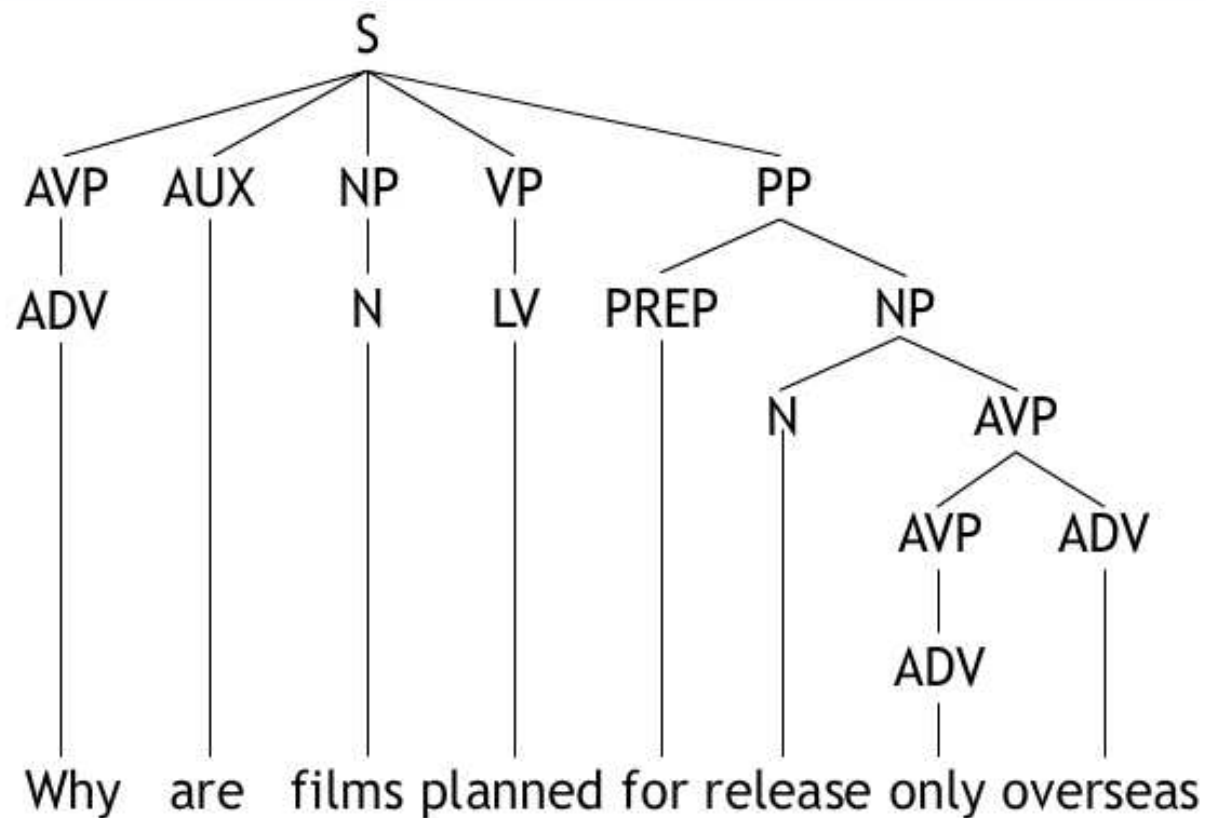 S
AVP AUX NP VP PP
ADV N LV PREP NP
N AVP
AVP ADV
ADV
Why are films planned for release only overseas